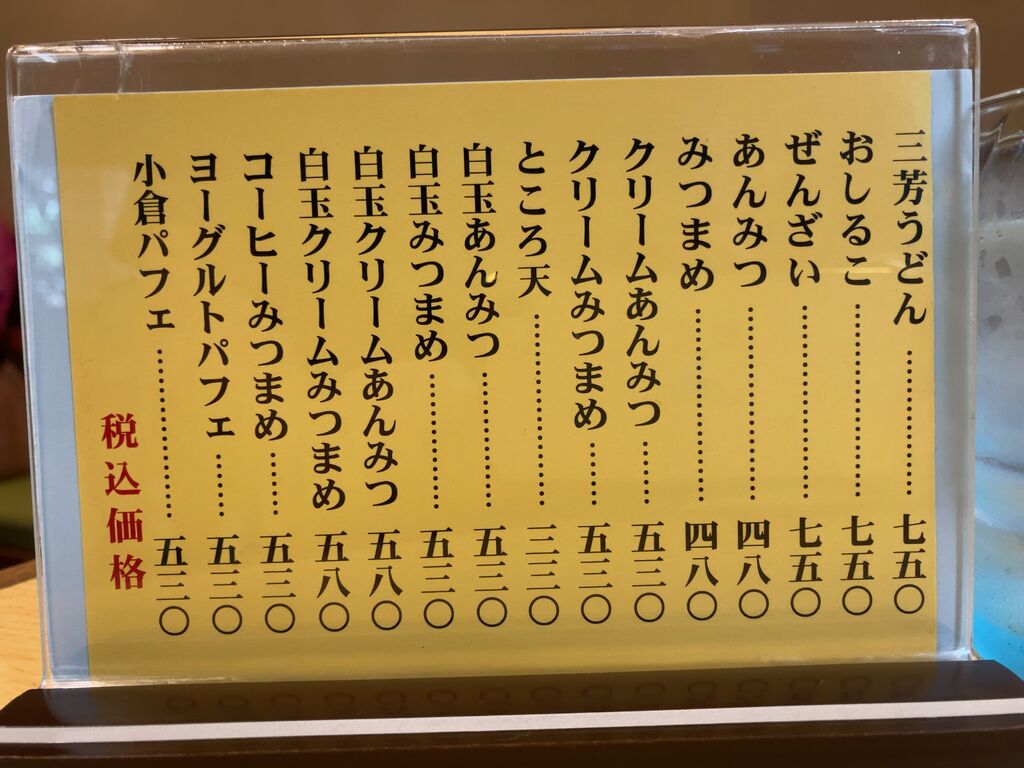 三芳うどん………七五〇
おしるこ………七五〇
ぜんざい………七五〇
あんみつ………四八〇
みつまめ………四八〇
クリームあんみつ………五三〇
クリームみつまめ………五三〇
ところ天………三三〇
白玉あんみつ………五三〇
白玉みつまめ………五三〇
白玉クリームあんみつ 五八〇
白玉クリームみつまめ 五八〇
コーヒーみつまめ………五三〇
ヨーグルトパフェ………五三〇
小倉パフェ………五三〇
税込価格